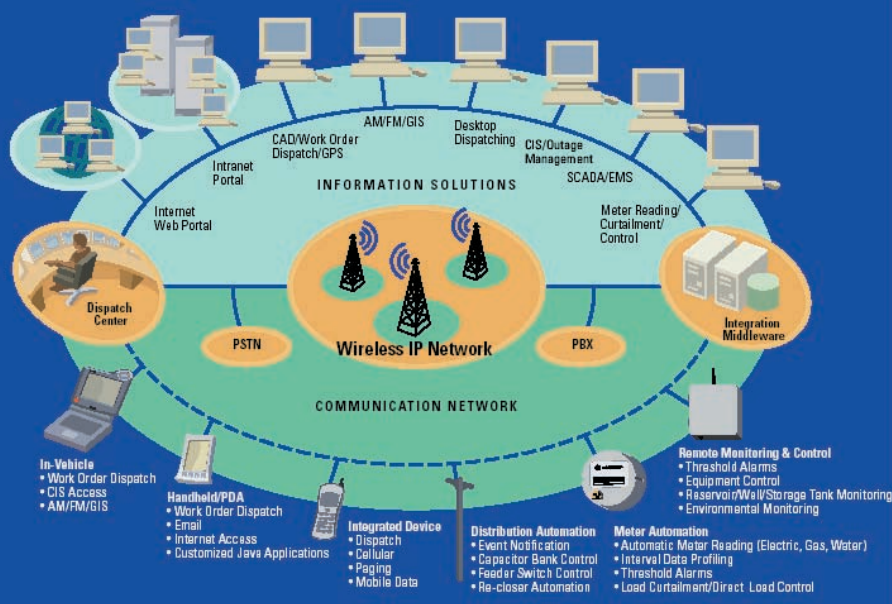 AM/FM/GIS
CAD/Work Order
Dispatch/GPS
Desktop
Dispatching
CIS/Outage
Management
Intranet
Portal
SCADA/EMS
INFORMATION SOLUTIONS
Internet
Web Portal
Meter Reading/
Curtailment/
Control
Dispatch
Center
Integration
Middleware
PSTN
Wireless IP Network
PBX
COMMUNICATION NETWORK
In-Vehicle
• Work Order Dispatch
• CIS Access
• AM/FM/GIS
Handheld/PDA
• Work Order Dispatch
• Email
• Internet Access
• Customized Java Applications
Integrated Device
• Dispatch
• Cellular
• Paging
• Mobile Data
Distribution Automation
• Event Notification
• Capacitor Bank Control
• Feeder Switch Control
• Re-closer Automation
Meter Automation
• Automatic Meter Reading (Electric, Gas, Water)
• Interval Data Profiling
• Threshold Alarms
• Load Curtailment/Direct Load Control
Remote Monitoring & Control
• Threshold Alarms
• Equipment Control
• Reservoir/Well/Storage Tank Monitoring
• Environmental Monitoring